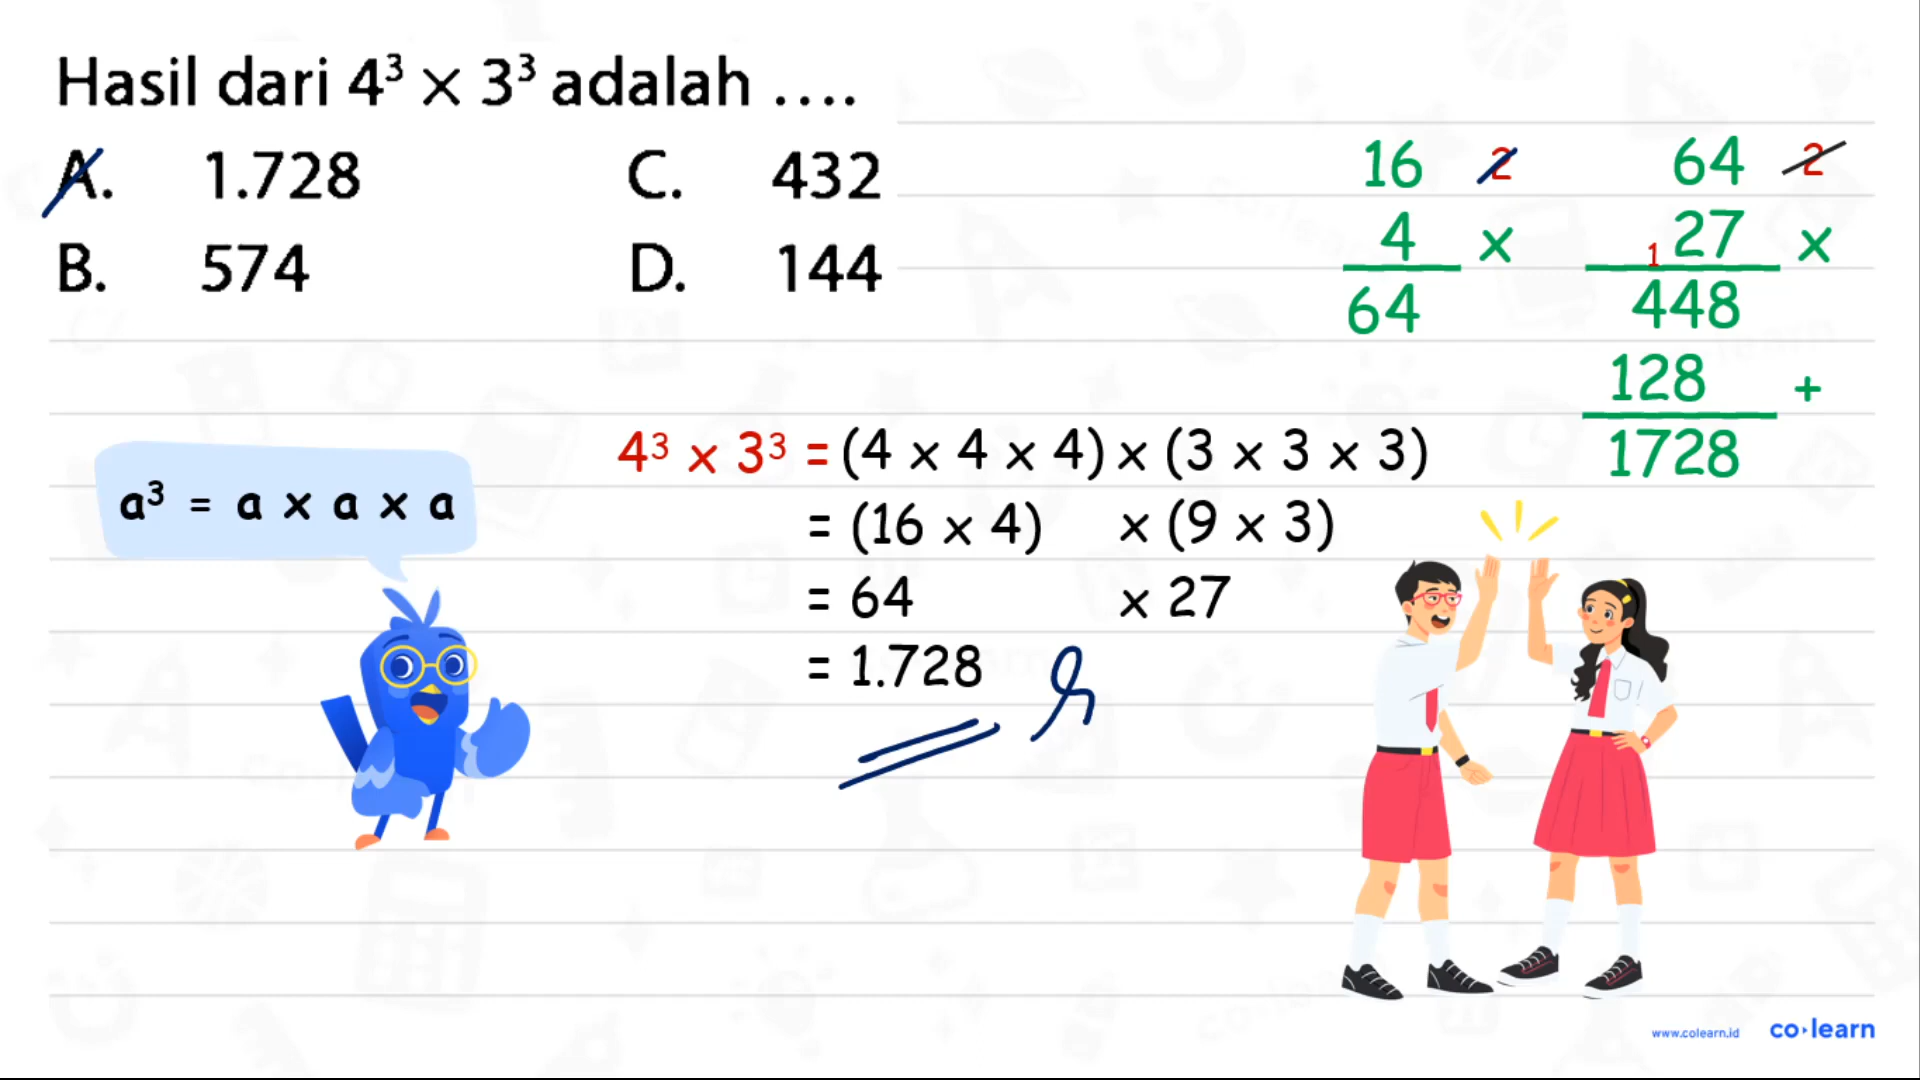 Hasil dari 4³ × 3³ adalah ....
A. 1.728
C. 432
B. 574
D. 144
16 2
4 x
64
64 2
1 27 x
448
128 +
1728
a³ = a x a x a
4³ x 3³ = (4 x 4 x 4) x (3 x 3 x 3)
= (16 x 4) x (9 x 3)
= 64 x 27
= 1.728
www.colearn.id co·learn